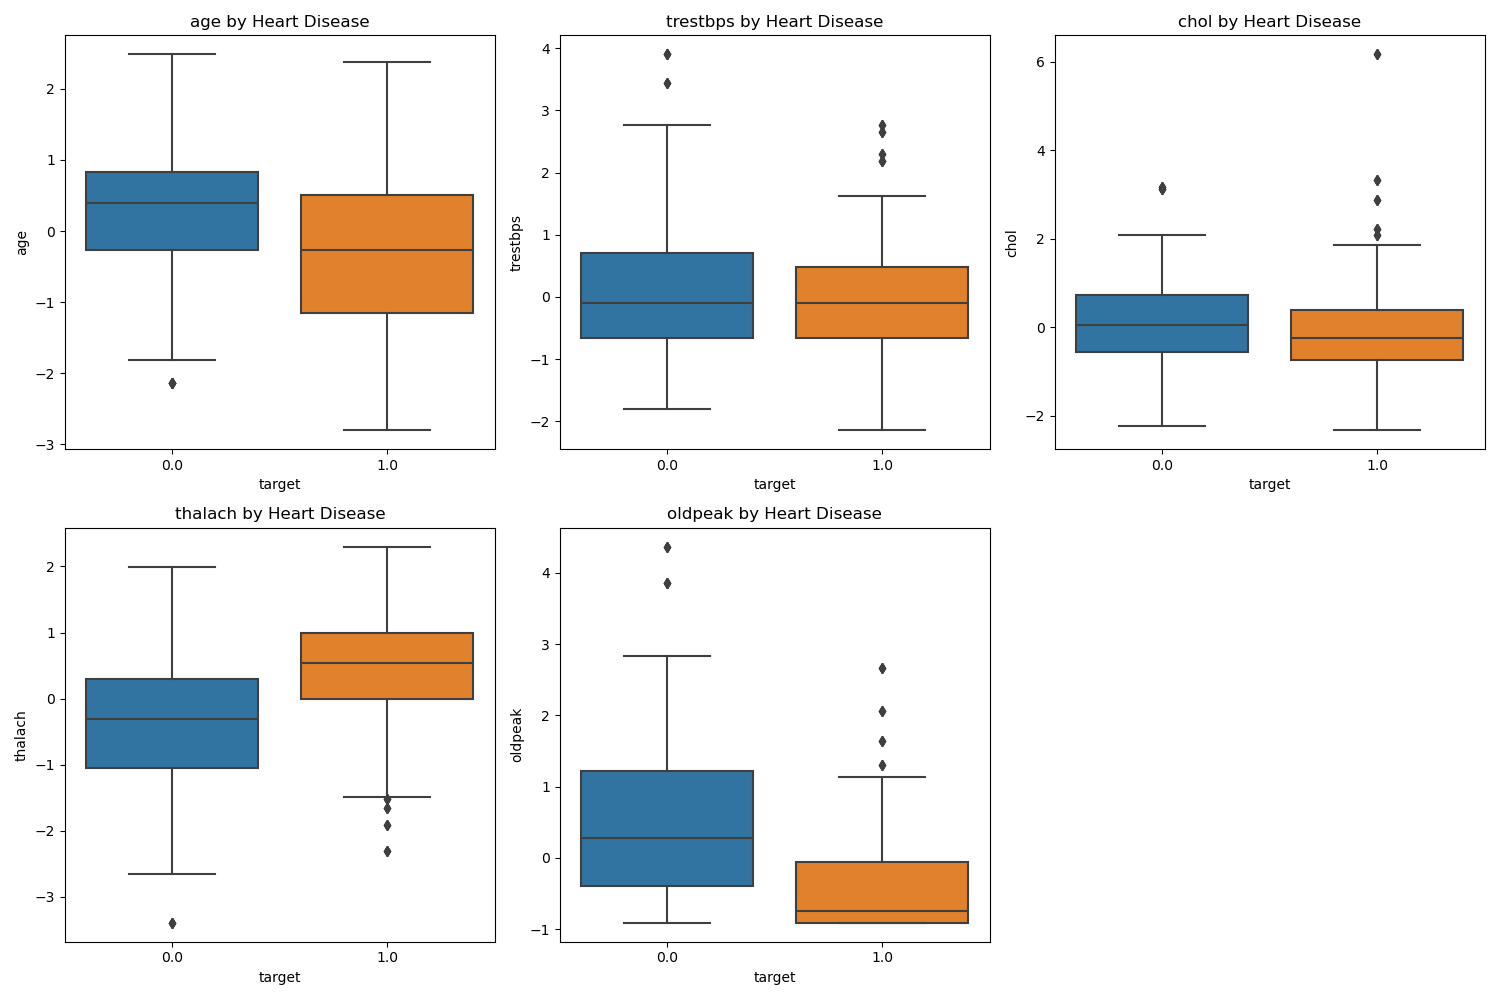 age by Heart Disease
trestbps by Heart Disease
chol by Heart Disease
age
2
1
0
−1
−2
−3
0.0
1.0
target
trestbps
4
3
2
1
0
−1
−2
0.0
1.0
target
chol
6
4
2
0
−2
0.0
1.0
target
thalach by Heart Disease
oldpeak by Heart Disease
thalach
2
1
0
−1
−2
−3
0.0
1.0
target
oldpeak
4
3
2
1
0
−1
0.0
1.0
target